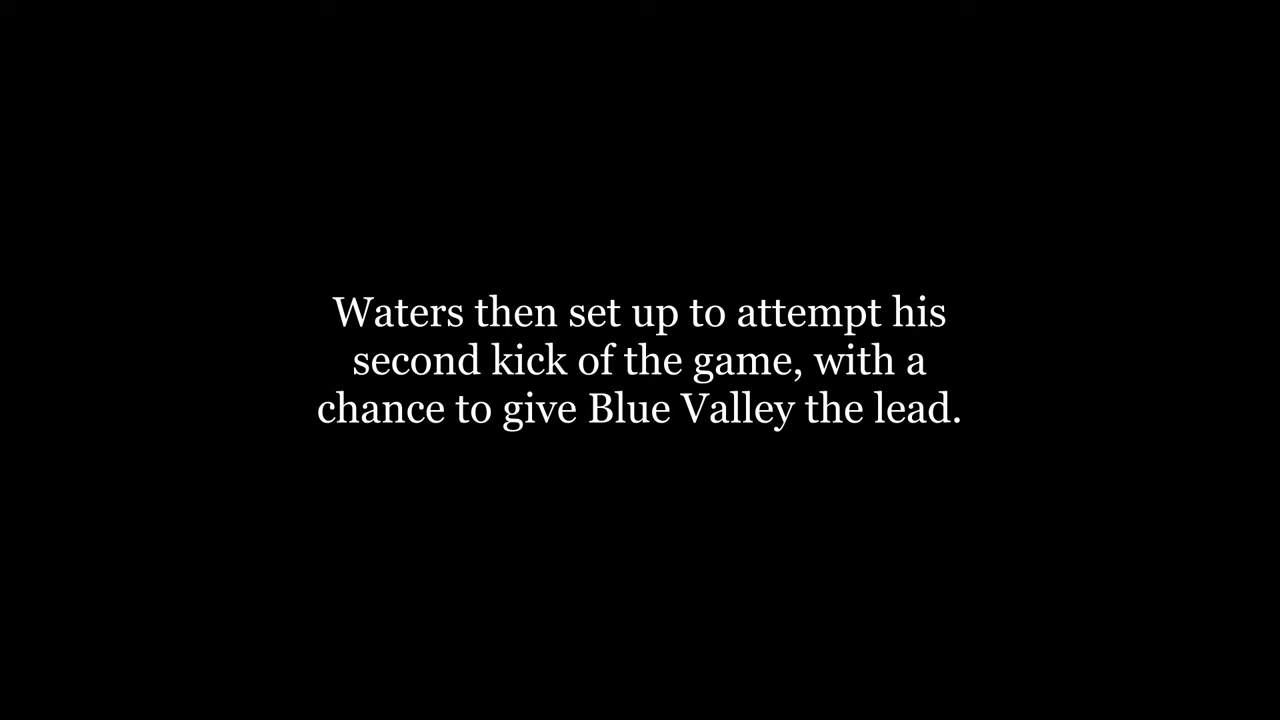 Waters then set up to attempt his
second kick of the game, with a
chance to give Blue Valley the lead.